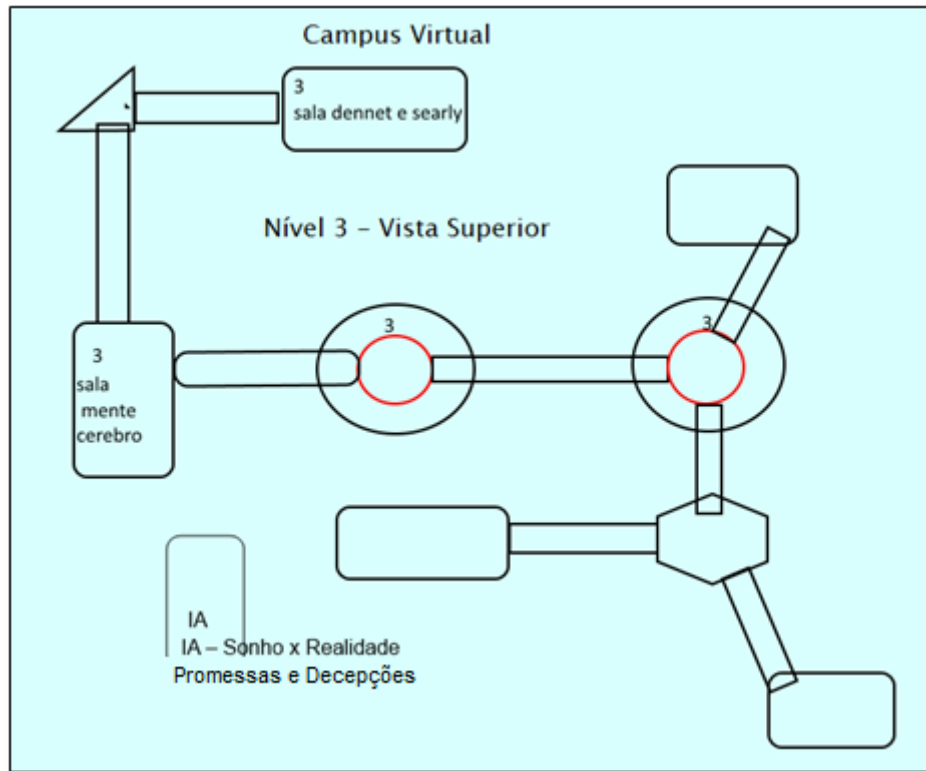 Campus Virtual
3
sala dennet e searly
Nível 3 – Vista Superior
3
3
3
sala
mente
cerebro
IA
IA – Sonho x Realidade
Promessas e Decepções